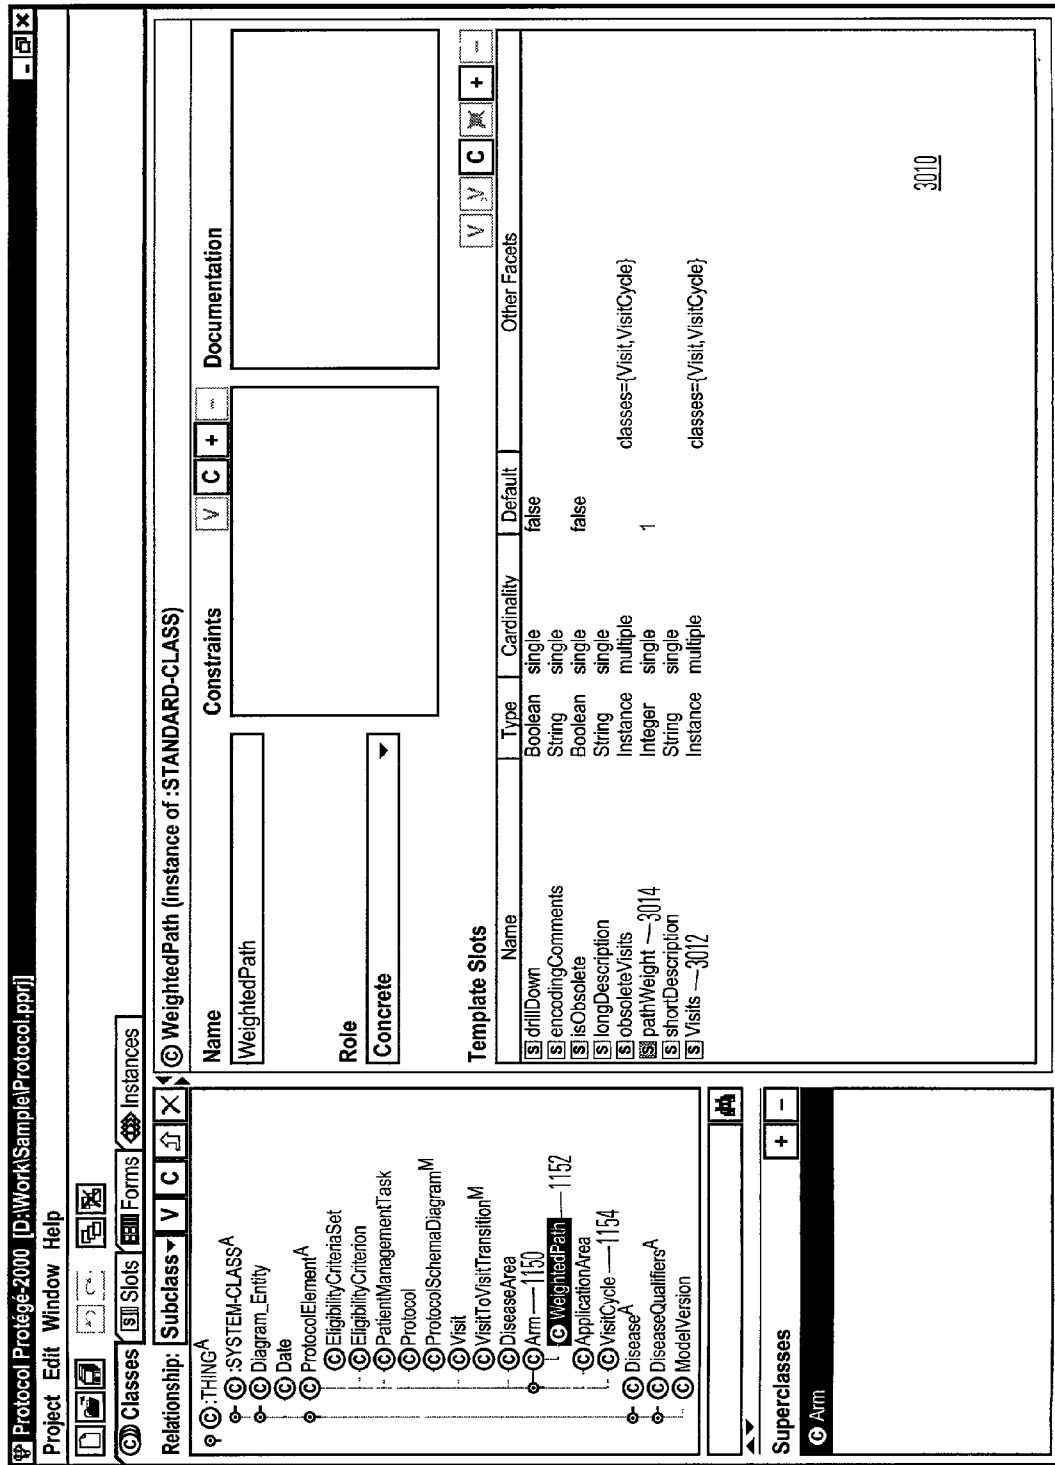 Protocol Protégé-2000 [D:\Work\Sample\Protocol.pprj]
Project Edit Window Help
Classes Slots Forms Instances
Relationship: Subclass V C
:THING A
:SYSTEM-CLASS A
Diagram_Entity
Date
ProtocolElement A
EligibilityCriteriaSet
EligibilityCriterion
PatientManagementTask
Protocol
ProtocolSchemaDiagram M
Visit
VisitToVisitTransition M
DiseaseArea
Arm 1150
WeightedPath 1152
ApplicationArea
VisitCycle 1154
Disease A
DiseaseQualifiers A
ModelVersion
Superclasses + -
C Arm
C WeightedPath (instance of :STANDARD-CLASS)
Name
WeightedPath
Role
Concrete
Constraints V C + -
Documentation
Template Slots V V C + -
Name Type Cardinality Default Other Facets
S drillDown Boolean single false
S encodingComments String single
S isObsolete Boolean single false
S longDescription String single
S obsoleteVisits Instance multiple classes={Visit,VisitCycle}
S pathWeight 3014 Integer single 1
S shortDescription String single
S Visits 3012 Instance multiple classes={Visit,VisitCycle}
3010